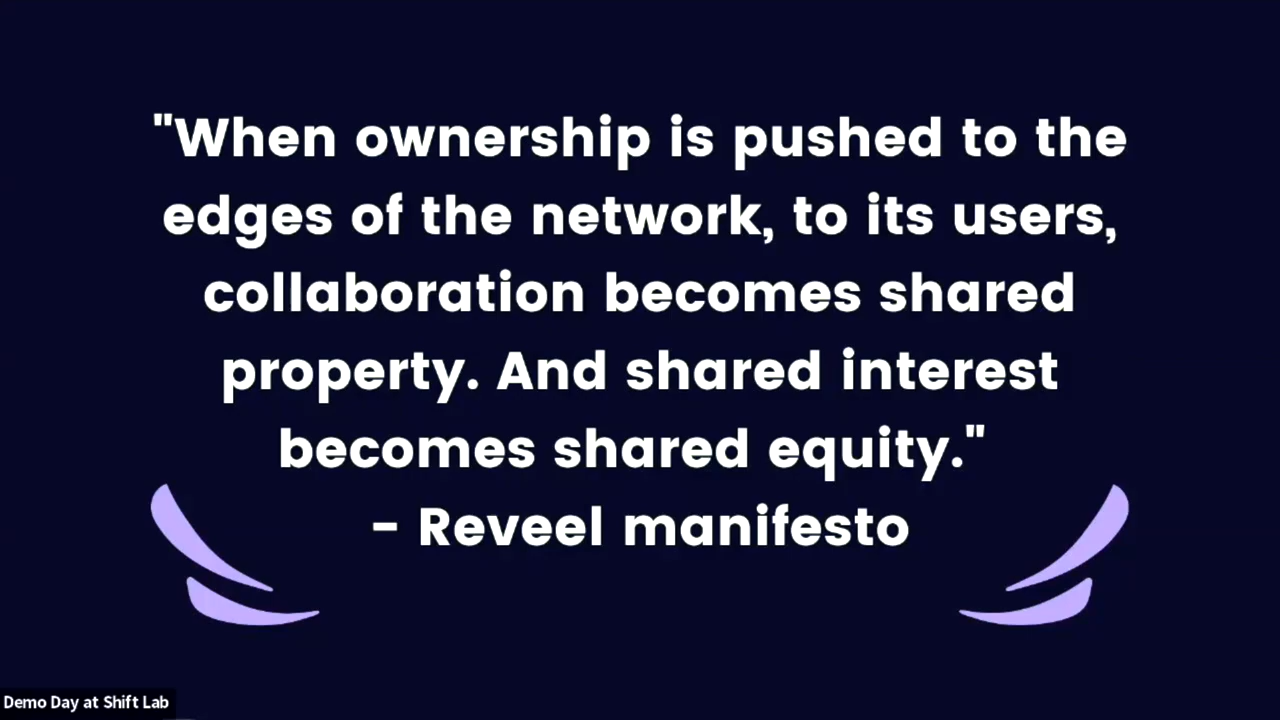 "When ownership is pushed to the
edges of the network, to its users,
collaboration becomes shared
property. And shared interest
becomes shared equity."
- Reveel manifesto
Demo Day at Shift Lab